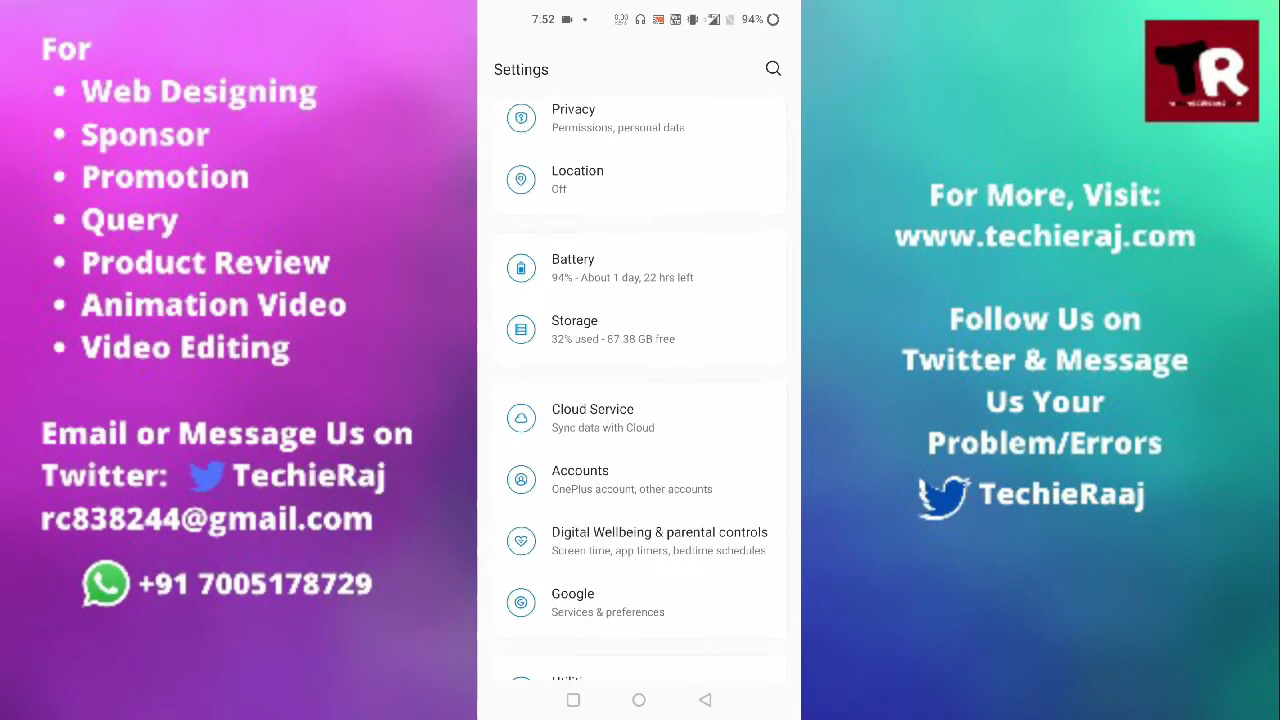 For
• Web Designing
• Sponsor
• Promotion
• Query
• Product Review
• Animation Video
• Video Editing
Email or Message Us on
Twitter: TechieRaj
rc838244@gmail.com
+91 7005178729
7:52
0.00
94%
Settings
Privacy
Permissions, personal data
Location
Off
Battery
94% - About 1 day, 22 hrs left
Storage
32% used - 87.38 GB free
Cloud Service
Sync data with Cloud
Accounts
OnePlus account, other accounts
Digital Wellbeing & parental controls
Screen time, app timers, bedtime schedules
Google
Services & preferences
Utiliti
TR
For More, Visit:
www.techieraj.com
Follow Us on
Twitter & Message
Us Your
Problem/Errors
TechieRaaj